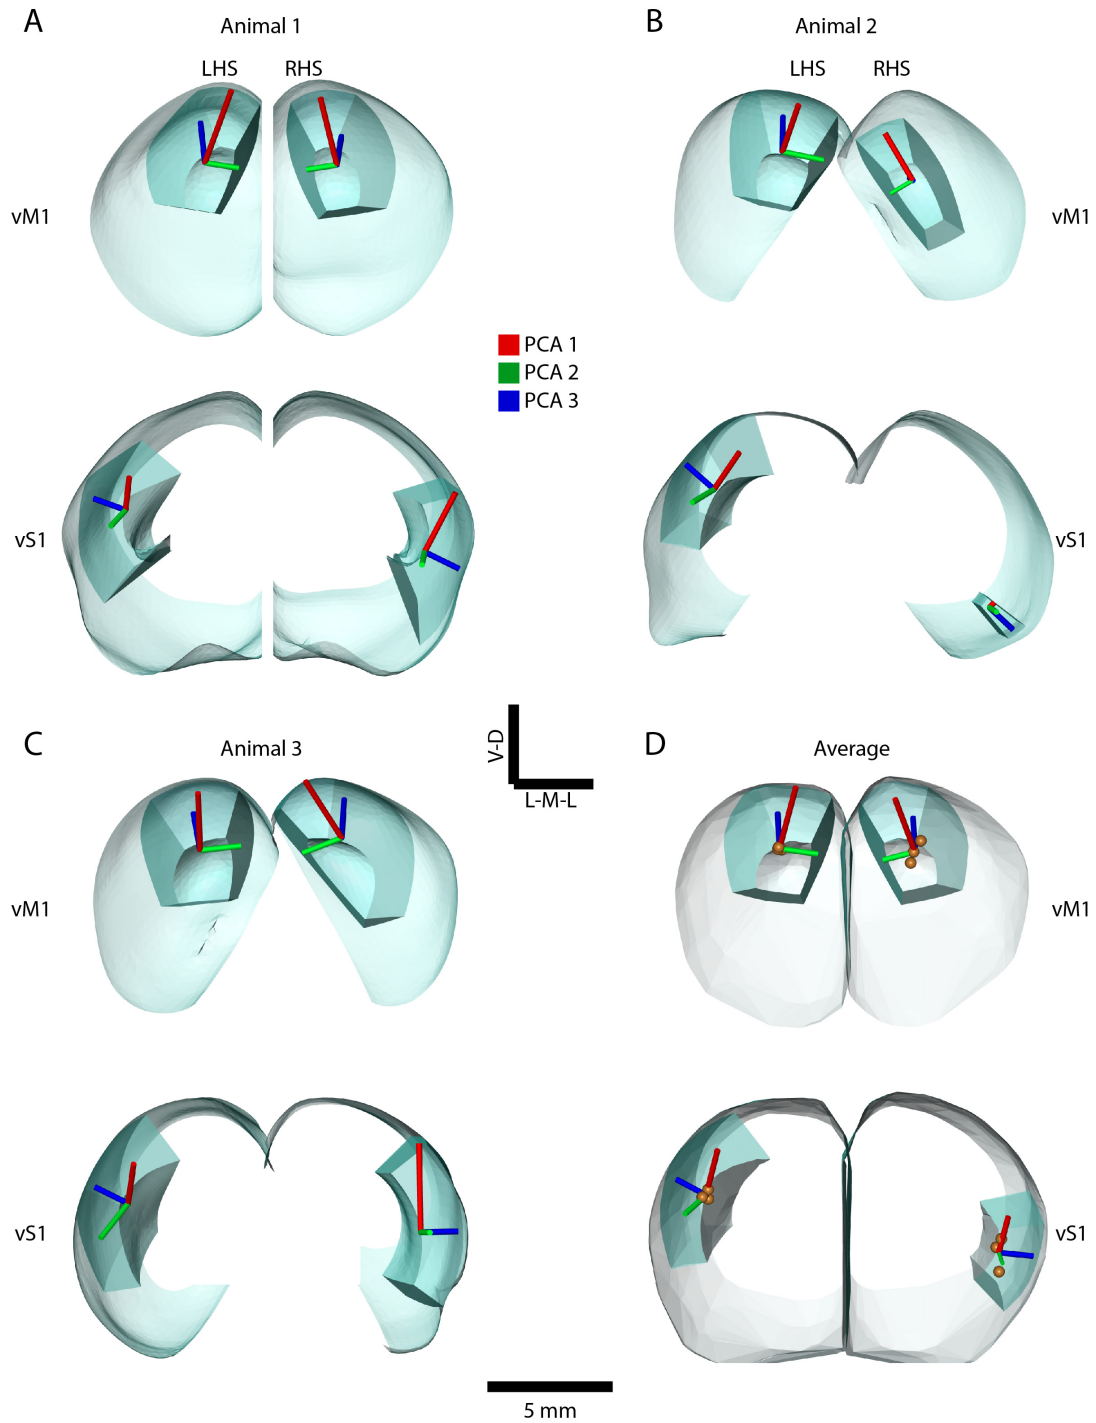 A
Animal 1
LHS RHS
vM1
vS1
B
Animal 2
LHS RHS
vM1
vS1
PCA 1
PCA 2
PCA 3
C
Animal 3
vM1
vS1
V-D
L-M-L
D
Average
vM1
vS1
5 mm